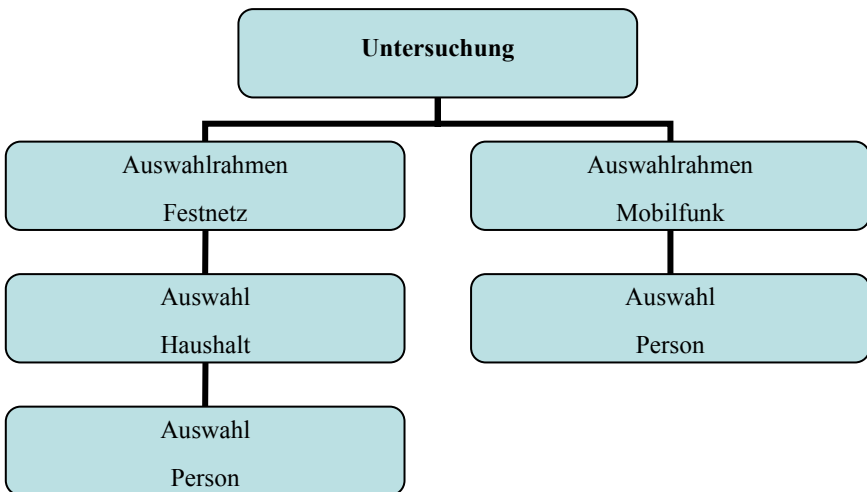 Untersuchung
Auswahlrahmen
Festnetz
Auswahlrahmen
Mobilfunk
Auswahl
Haushalt
Auswahl
Person
Auswahl
Person